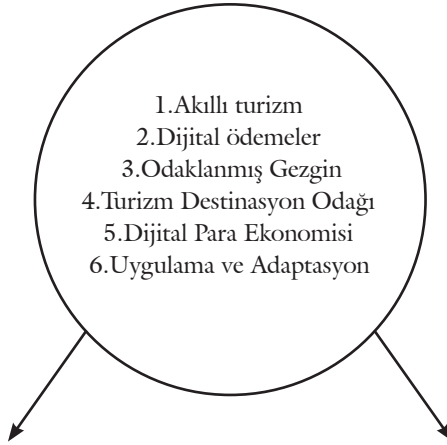 1.Akıllı turizm
2.Dijital ödemeler
3.Odaklanmış Gezgin
4.Turizm Destinasyon Odağı
5.Dijital Para Ekonomisi
6.Uygulama ve Adaptasyon